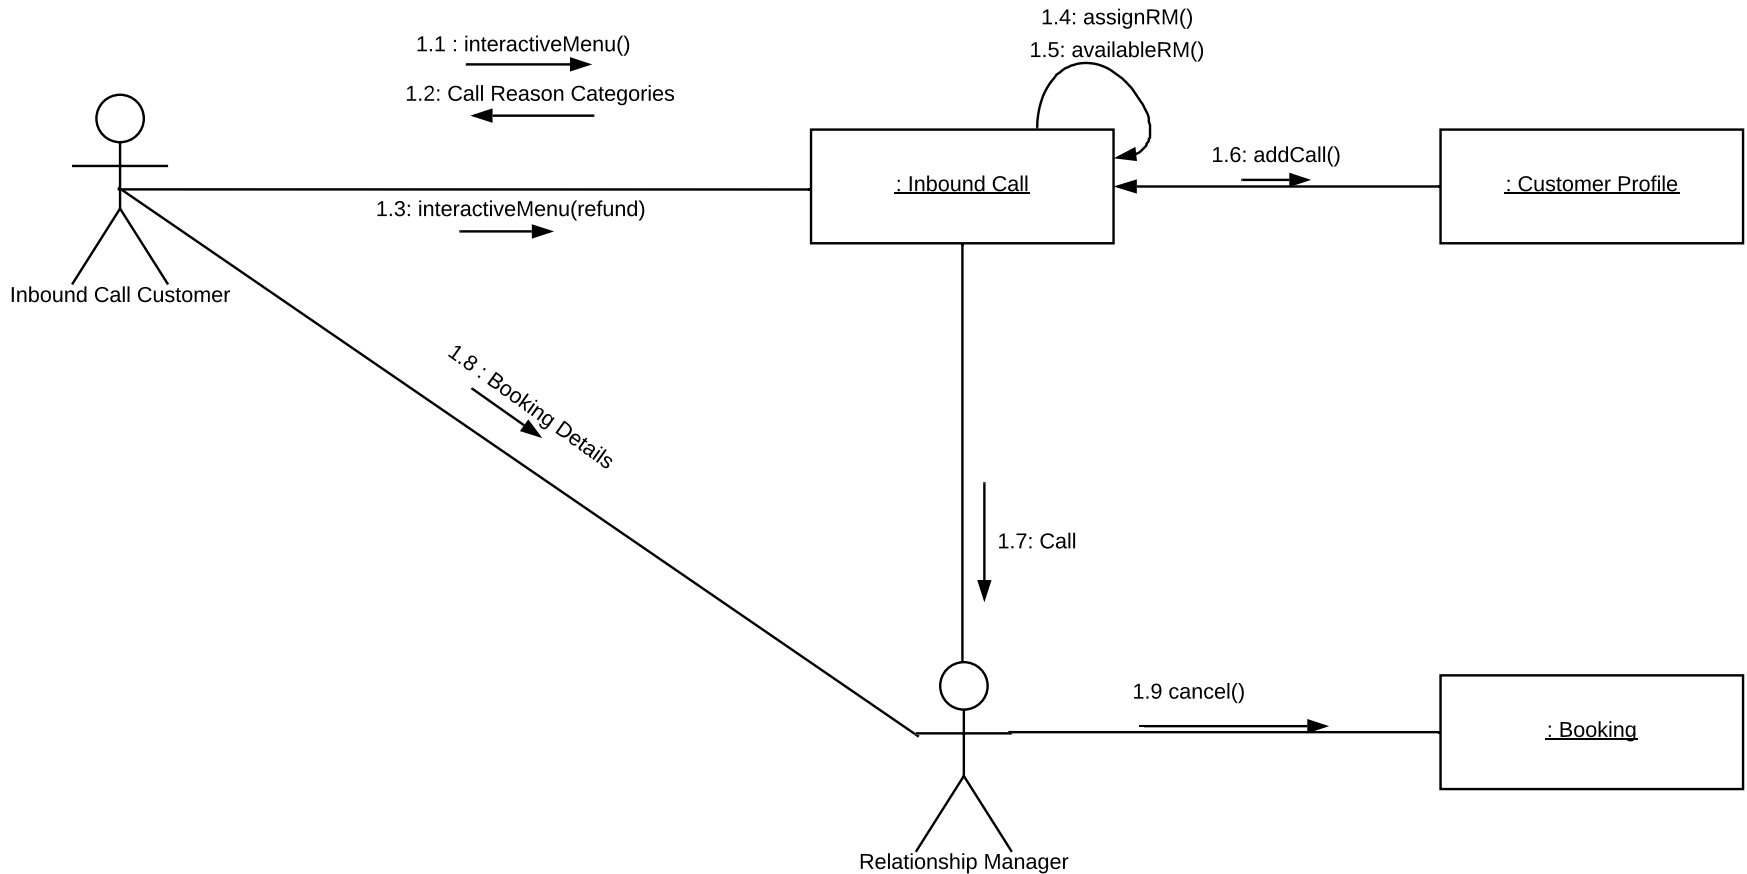 1.4: assignRM()
1.1 : interactiveMenu()
1.5: availableRM()
1.2: Call Reason Categories
1.6: addCall()
: Inbound Call
: Customer Profile
1.3: interactiveMenu(refund)
Inbound Call Customer
1.8 : Booking Details
1.7: Call
1.9 cancel()
: Booking
Relationship Manager